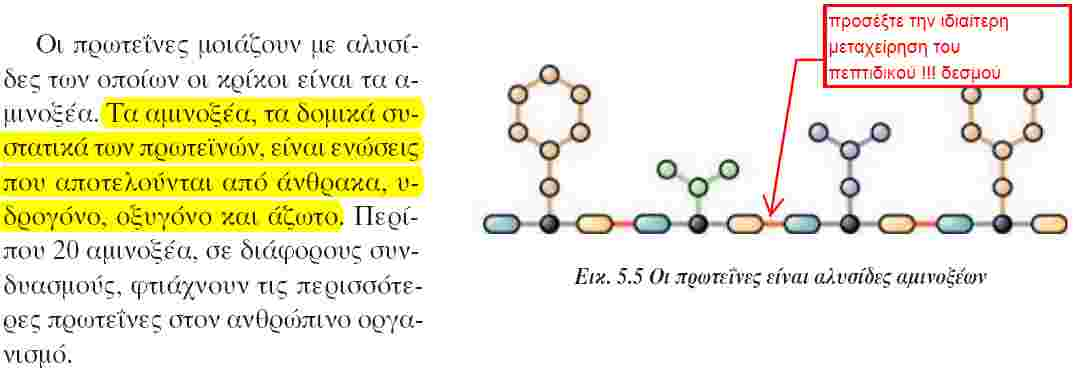 Οι πρωτεΐνες μοιάζουν με αλυσί-
δες των οποίων οι κρίκοι είναι τα α-
μινοξέα. Τα αμινοξέα, τα δομικά συ-
στατικά των πρωτεϊνών, είναι ενώσεις
που αποτελούνται από άνθρακα, υ-
δρογόνο, οξυγόνο και άζωτο. Περί-
που 20 αμινοξέα, σε διάφορους συν-
δυασμούς, φτιάχνουν τις περισσότε-
ρες πρωτεΐνες στον ανθρώπινο οργα-
νισμό.
προσέξτε την ιδιαίτερη
μεταχείρηση του
πεπτιδικού !!! δεσμού
Εικ. 5.5 Οι πρωτεΐνες είναι αλυσίδες αμινοξέων